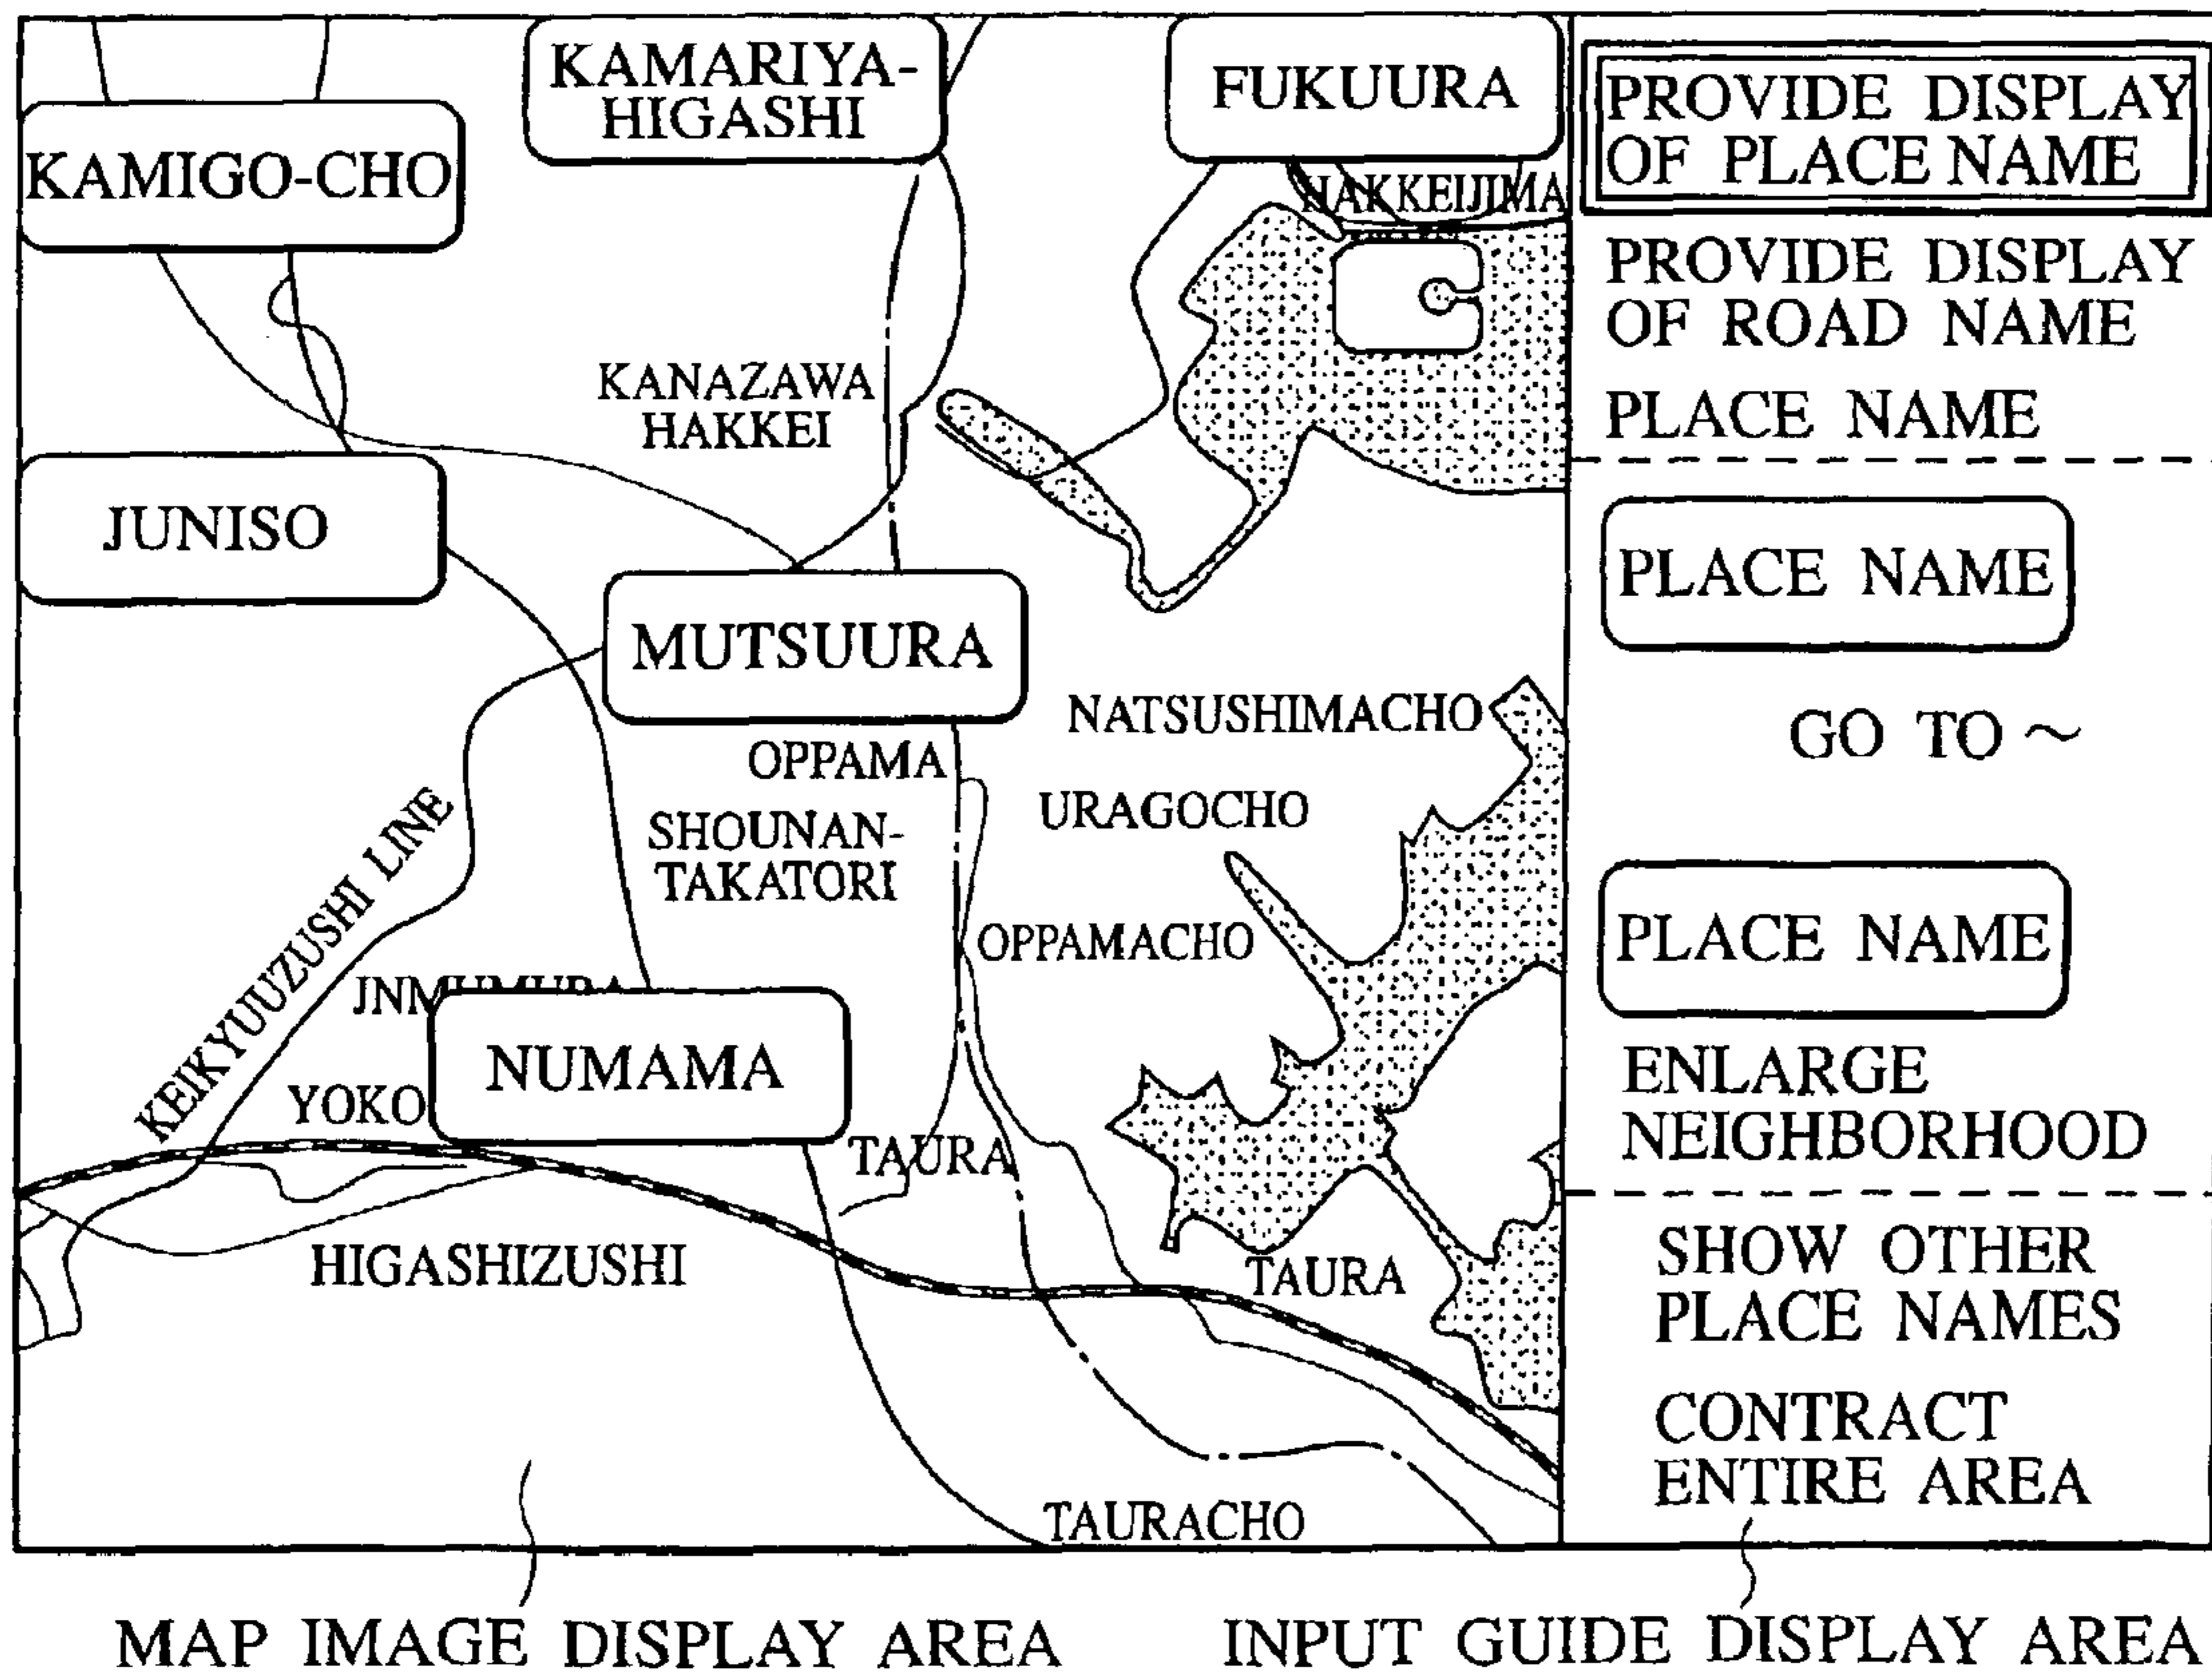 KAMARIYA-
HIGASHI
FUKUURA
KAMIGO-CHO
HAKKEIJIMA
KANAZAWA
HAKKEI
JUNISO
MUTSUURA
NATSUSHIMACHO
OPPAMA
URAGOCHO
SHOUNAN-
TAKATORI
KEIKYUUZUSHI LINE
OPPAMACHO
NUMAMA
YOKO
TAURA
HIGASHIZUSHI
TAURA
TAURACHO
PROVIDE DISPLAY
OF PLACE NAME
PROVIDE DISPLAY
OF ROAD NAME
PLACE NAME
PLACE NAME
GO TO ~
PLACE NAME
ENLARGE
NEIGHBORHOOD
SHOW OTHER
PLACE NAMES
CONTRACT
ENTIRE AREA
MAP IMAGE DISPLAY AREA
INPUT GUIDE DISPLAY AREA